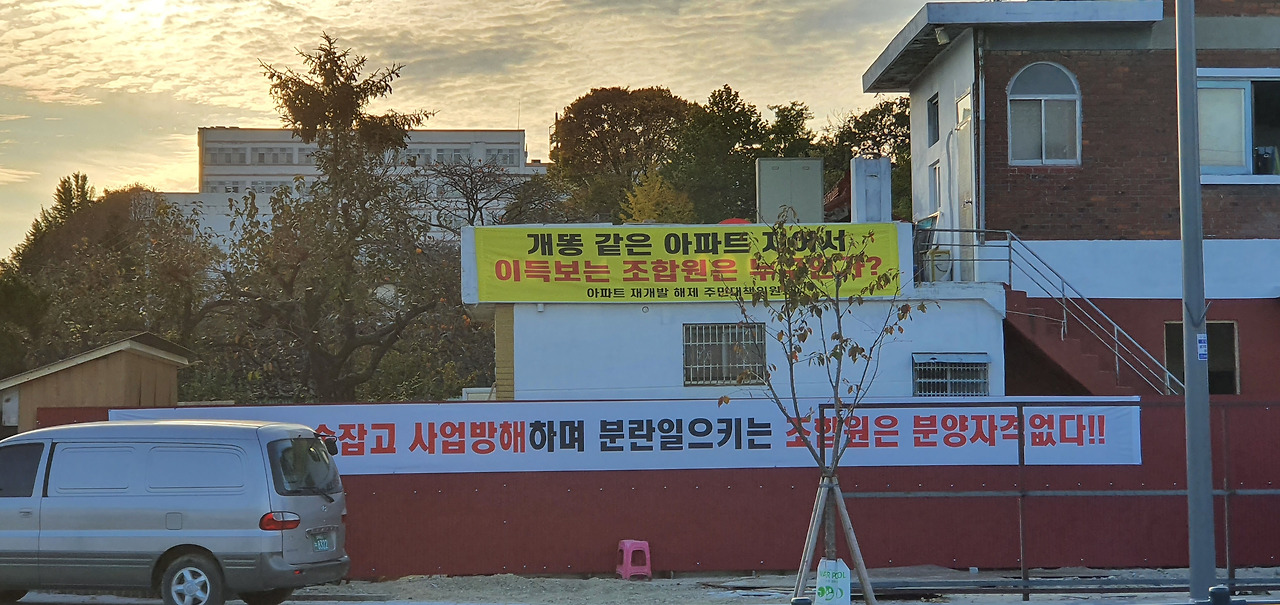 개똥 같은 아파트 지어서
이득보는 조합원은
아파트 재개발 해제 주민대책위원
손잡고 사업방해하며 분란일으키는 조합원은 분양자격없다!!